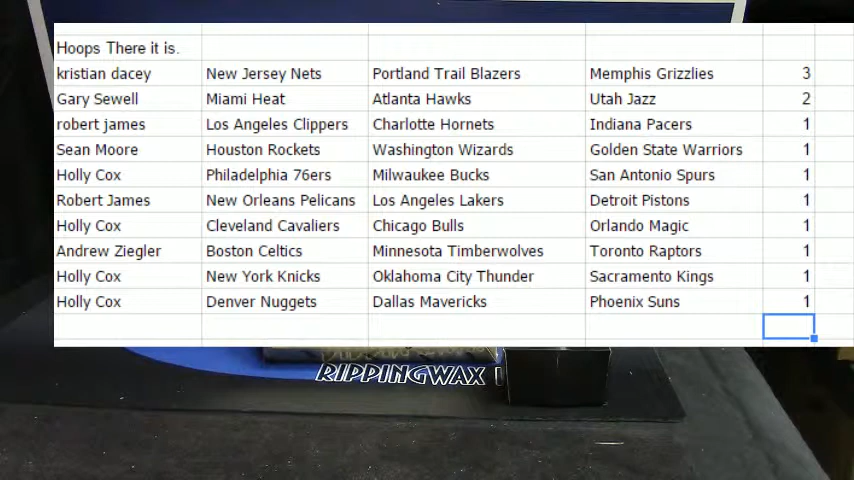 Hoops There it is.
kristian dacey New Jersey Nets Portland Trail Blazers Memphis Grizzlies 3
Gary Sewell Miami Heat Atlanta Hawks Utah Jazz 2
robert james Los Angeles Clippers Charlotte Hornets Indiana Pacers 1
Sean Moore Houston Rockets Washington Wizards Golden State Warriors 1
Holly Cox Philadelphia 76ers Milwaukee Bucks San Antonio Spurs 1
Robert James New Orleans Pelicans Los Angeles Lakers Detroit Pistons 1
Holly Cox Cleveland Cavaliers Chicago Bulls Orlando Magic 1
Andrew Ziegler Boston Celtics Minnesota Timberwolves Toronto Raptors 1
Holly Cox New York Knicks Oklahoma City Thunder Sacramento Kings 1
Holly Cox Denver Nuggets Dallas Mavericks Phoenix Suns 1
RIPPINGWAX